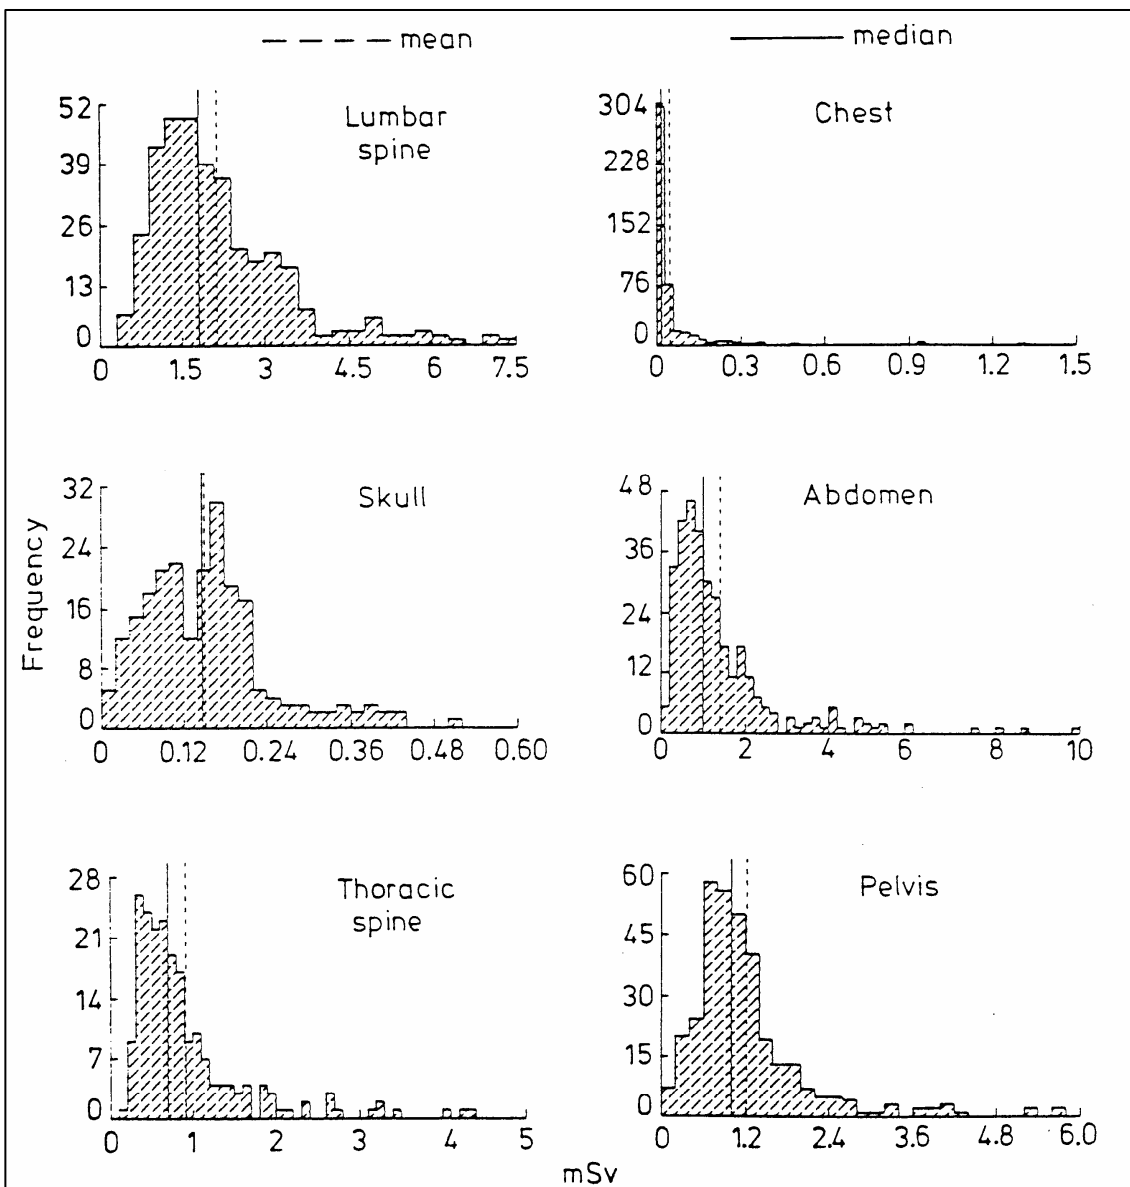 mean
median
Lumbar
spine
52
39
26
13
0
0 1.5 3 4.5 6 7.5
Chest
304
228
152
76
0
0 0.3 0.6 0.9 1.2 1.5
Frequency
Skull
32
24
16
8
0
0 0.12 0.24 0.36 0.48 0.60
Abdomen
48
36
24
12
0
0 2 4 6 8 10
Thoracic
spine
28
21
14
7
0
0 1 2 3 4 5
Pelvis
60
45
30
15
0
0 1.2 2.4 3.6 4.8 6.0
mSv